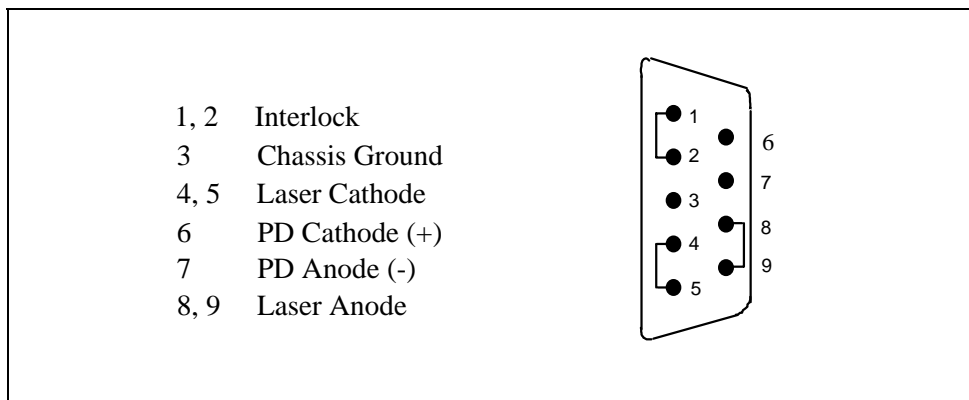 1, 2 Interlock
3 Chassis Ground
4, 5 Laser Cathode
6 PD Cathode (+)
7 PD Anode (-)
8, 9 Laser Anode
1
6
2
7
3
8
4
9
5